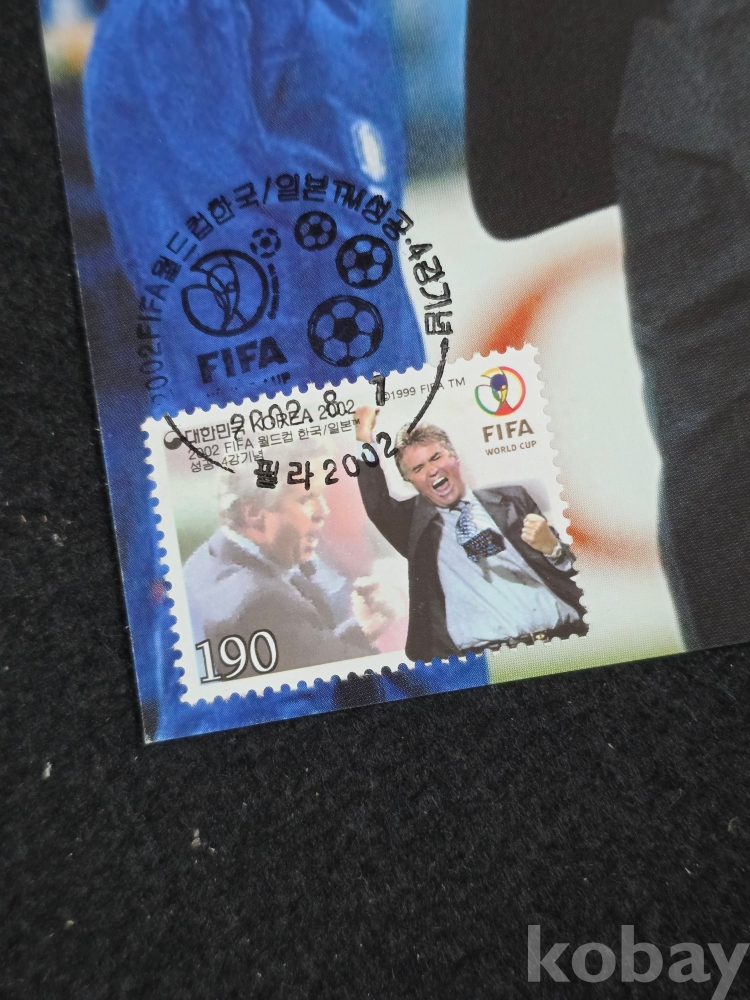 2002FIFA월드컵한국/일본TM성공.4강기념
FIFA
CUP
2002 8 1
필라2002
대한민국 KOREA 2002
2002 FIFA 월드컵 한국/일본™
성공·4강기념
©1999 FIFA TM
FIFA
WORLD CUP
190
kobay